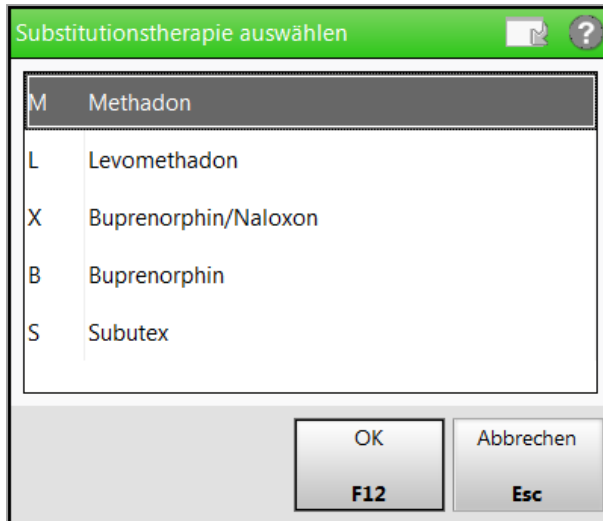 Substitutionstherapie auswählen ?
M Methadon
L Levomethadon
X Buprenorphin/Naloxon
B Buprenorphin
S Subutex
OK Abbrechen
F12 Esc